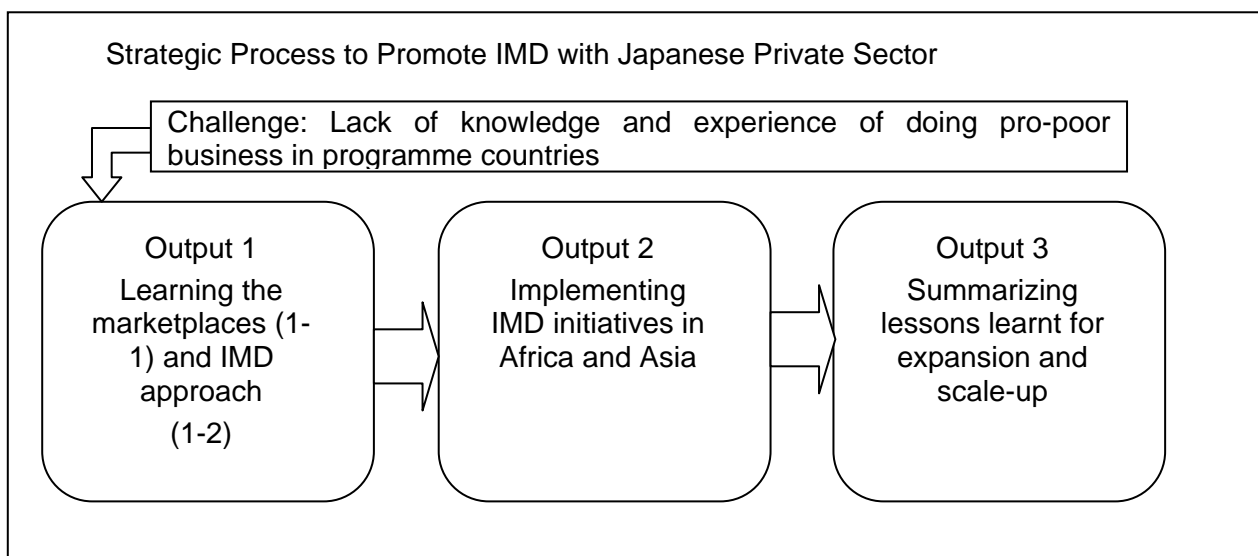 Strategic Process to Promote IMD with Japanese Private Sector
Challenge: Lack of knowledge and experience of doing pro-poor
business in programme countries
Output 1
Learning the
marketplaces (1-
1) and IMD
approach
(1-2)
Output 2
Implementing
IMD initiatives in
Africa and Asia
Output 3
Summarizing
lessons learnt for
expansion and
scale-up